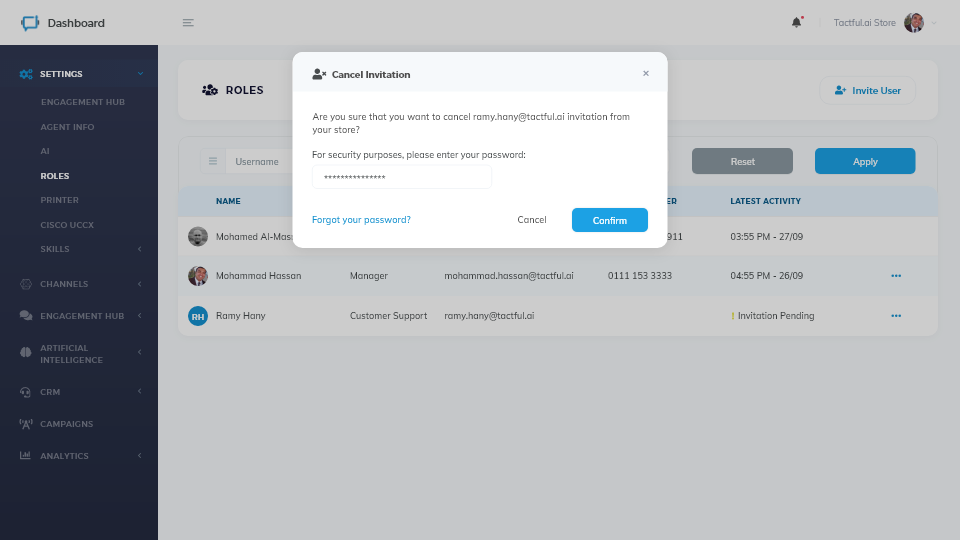 Dashboard
Tactful.ai Store
SETTINGS
ENGAGEMENT HUB
AGENT INFO
AI
ROLES
PRINTER
CISCO UCCX
SKILLS
CHANNELS
ENGAGEMENT HUB
ARTIFICIAL
INTELLIGENCE
CRM
CAMPAIGNS
ANALYTICS
ROLES
Invite User
Username
Reset
Apply
Cancel Invitation
×
Are you sure that you want to cancel ramy.hany@tactful.ai invitation from
your store?
For security purposes, please enter your password:
***************
Forgot your password?
Cancel
Confirm
NAME
LATEST ACTIVITY
Mohamed Al-Mass
911
03:55 PM - 27/09
Mohammad Hassan
Manager
mohammad.hassan@tactful.ai
0111 153 3333
04:55 PM - 26/09
RH
Ramy Hany
Customer Support
ramy.hany@tactful.ai
! Invitation Pending